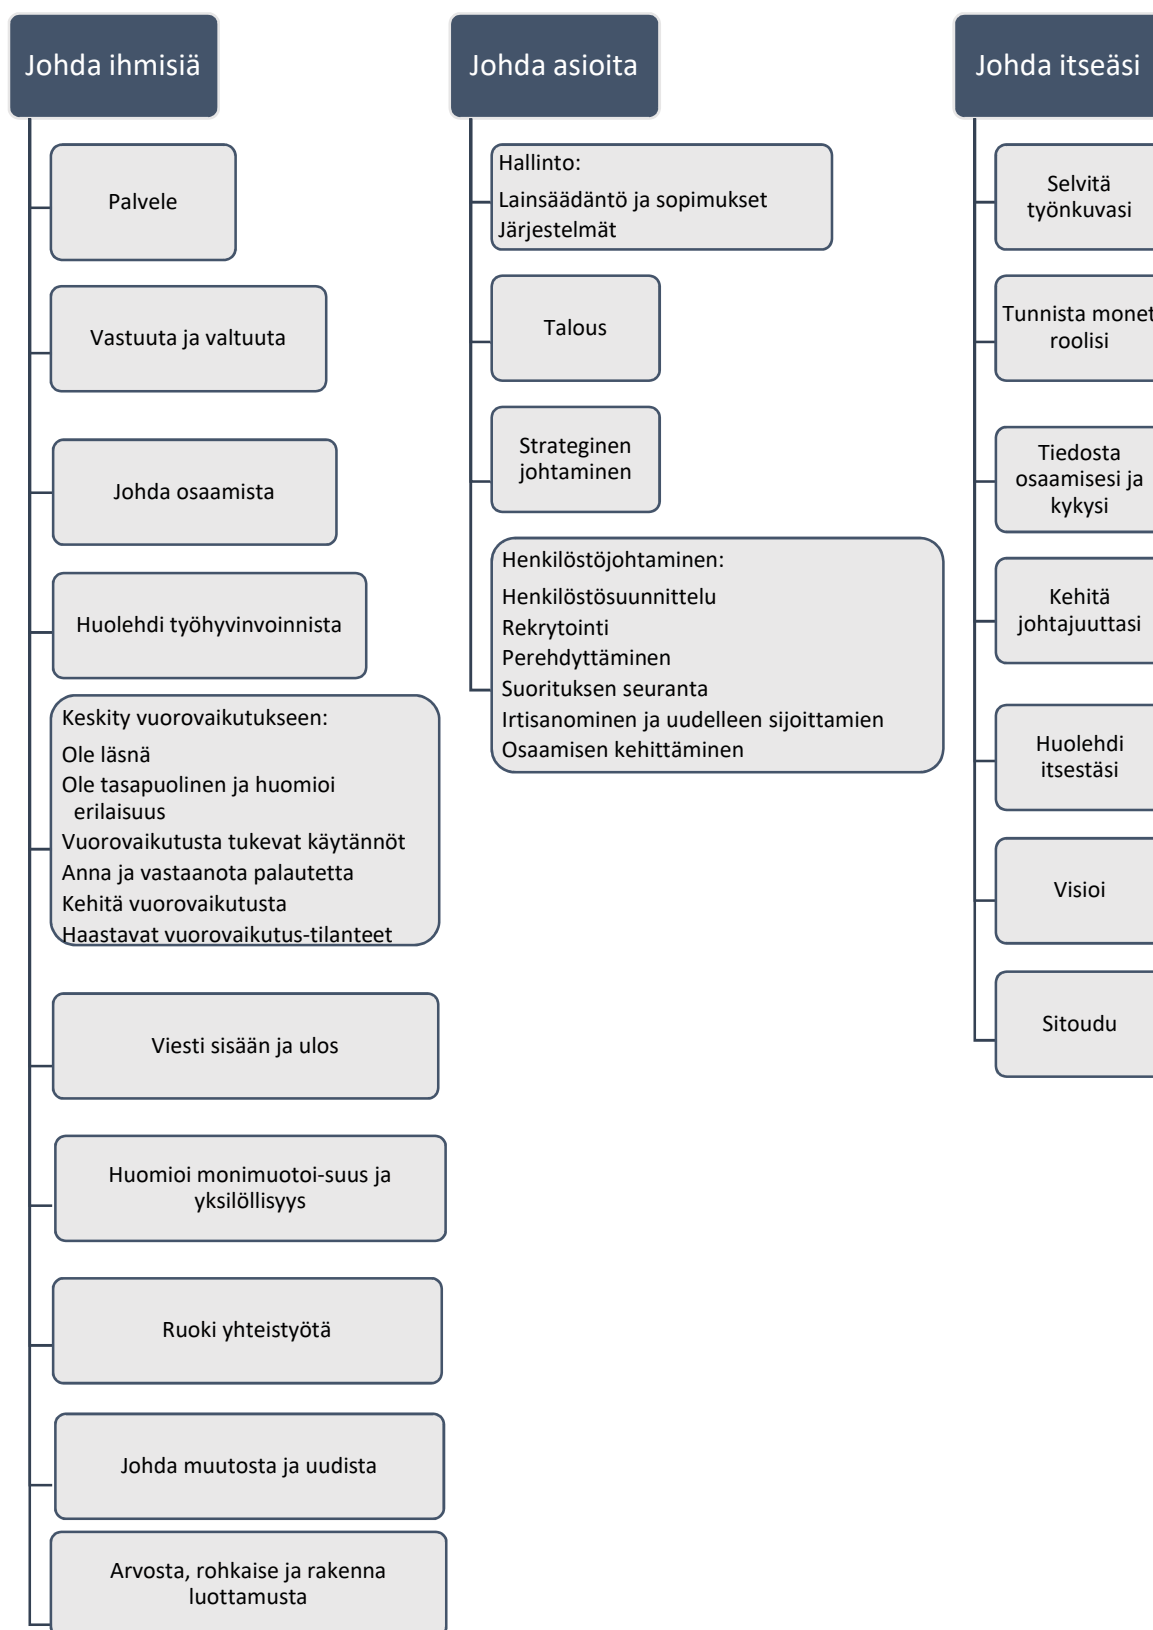 Johda ihmisiä
Palvele
Vastuuta ja valtuuta
Johda osaamista
Huolehdi työhyvinvoinnista
Keskity vuorovaikutukseen:
Ole läsnä
Ole tasapuolinen ja huomioi
erilaisuus
Vuorovaikutusta tukevat käytännöt
Anna ja vastaanota palautetta
Kehitä vuorovaikutusta
Haastavat vuorovaikutus-tilanteet
Viesti sisään ja ulos
Huomioi monimuotoi-suus ja
yksilöllisyys
Ruoki yhteistyötä
Johda muutosta ja uudista
Arvosta, rohkaise ja rakenna
luottamusta
Johda asioita
Hallinto:
Lainsäädäntö ja sopimukset
Järjestelmät
Talous
Strateginen
johtaminen
Henkilöstöjohtaminen:
Henkilöstösuunnittelu
Rekrytointi
Perehdyttäminen
Suorituksen seuranta
Irtisanominen ja uudelleen sijoittamien
Osaamisen kehittäminen
Johda itseäsi
Selvitä
työnkuvasi
Tunnista monet
roolisi
Tiedosta
osaamisesi ja
kykysi
Kehitä
johtajuuttasi
Huolehdi
itsestäsi
Visioi
Sitoudu